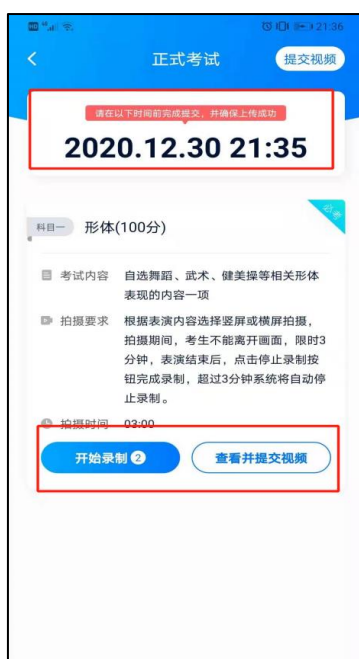 21:36
正式考试
提交视频
请在以下时间前完成提交，并确保上传成功
2020.12.30 21:35
必考
科目一 形体(100分)
考试内容 自选舞蹈、武术、健美操等相关形体
表现的内容一项
拍摄要求 根据表演内容选择竖屏或横屏拍摄，
拍摄期间，考生不能离开画面，限时3
分钟，表演结束后，点击停止录制按
钮完成录制，超过3分钟系统将自动停
止录制。
拍摄时间 03:00
开始录制 2
查看并提交视频